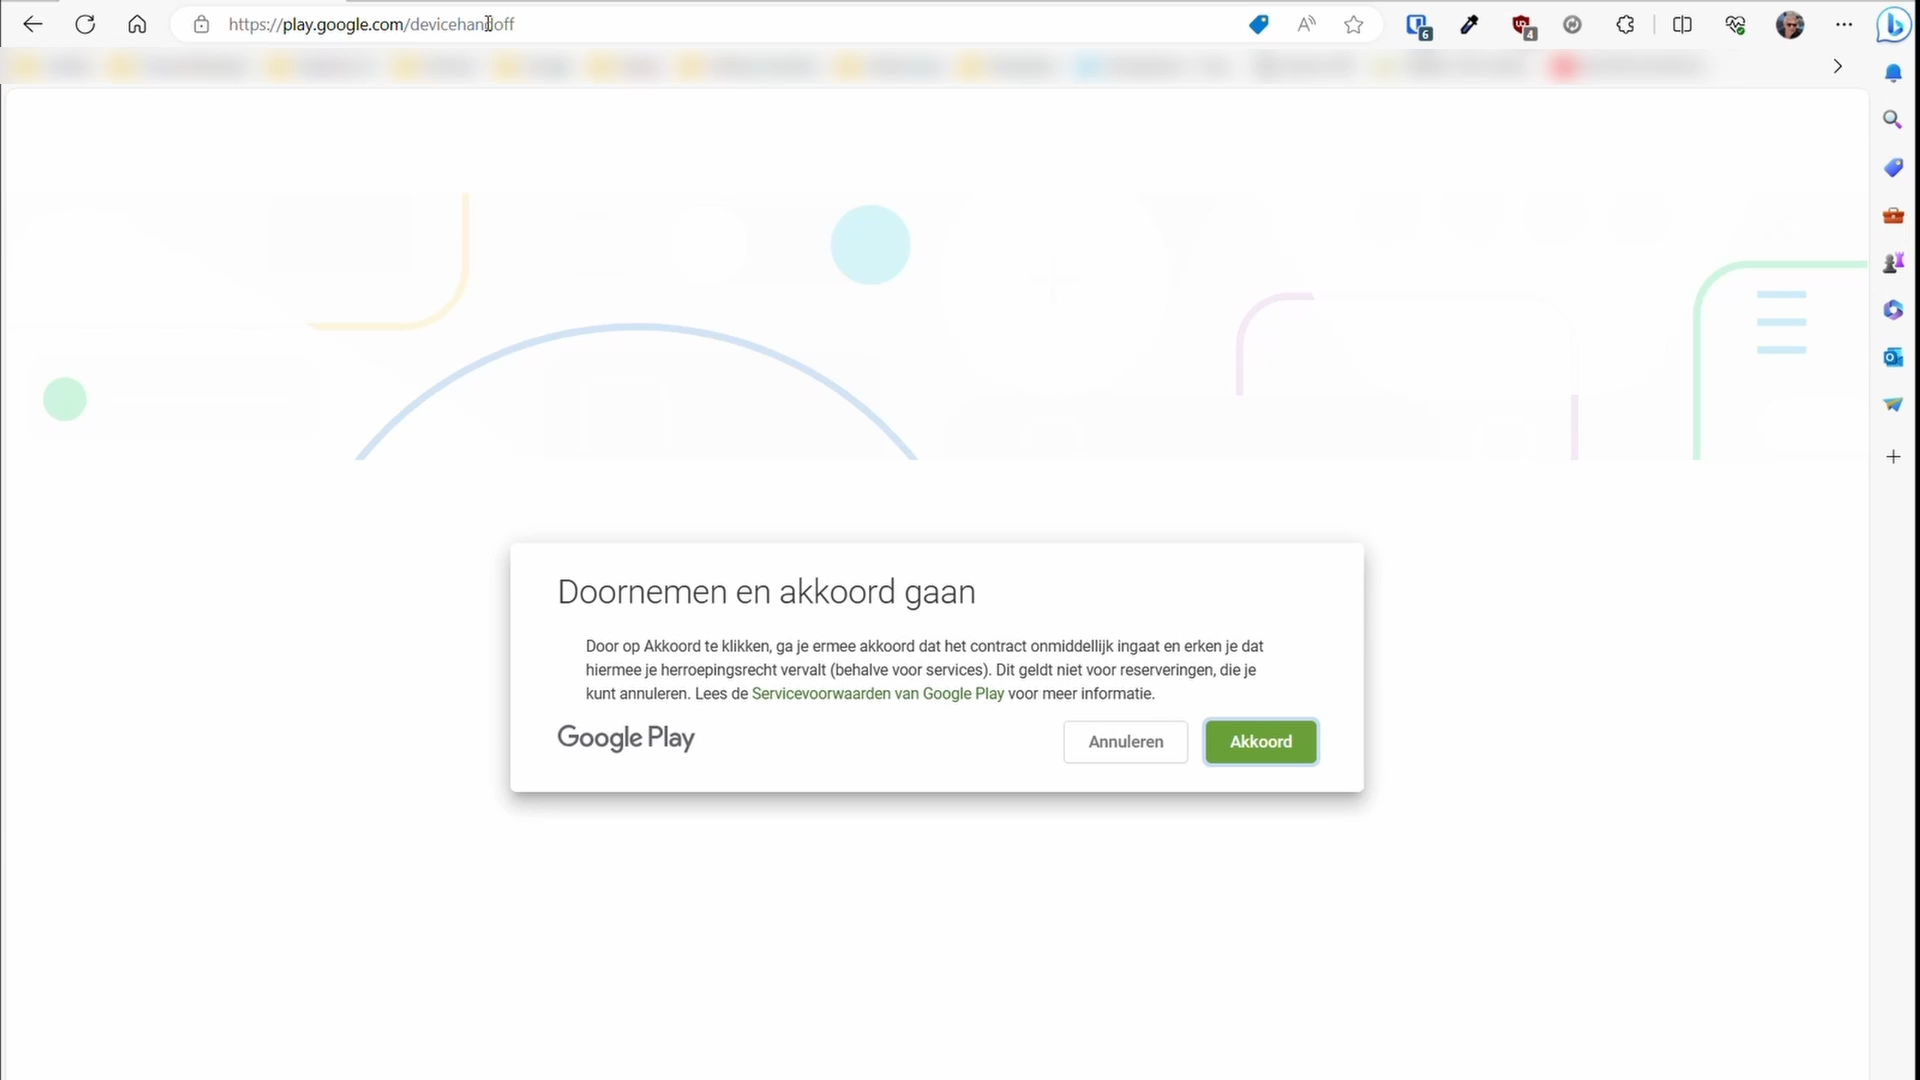 https://play.google.com/devicehandoff
6
4
Doornemen en akkoord gaan
Door op Akkoord te klikken, ga je ermee akkoord dat het contract onmiddellijk ingaat en erken je dat
hiermee je herroepingsrecht vervalt (behalve voor services). Dit geldt niet voor reserveringen, die je
kunt annuleren. Lees de Servicevoorwaarden van Google Play voor meer informatie.
Google Play
Annuleren
Akkoord